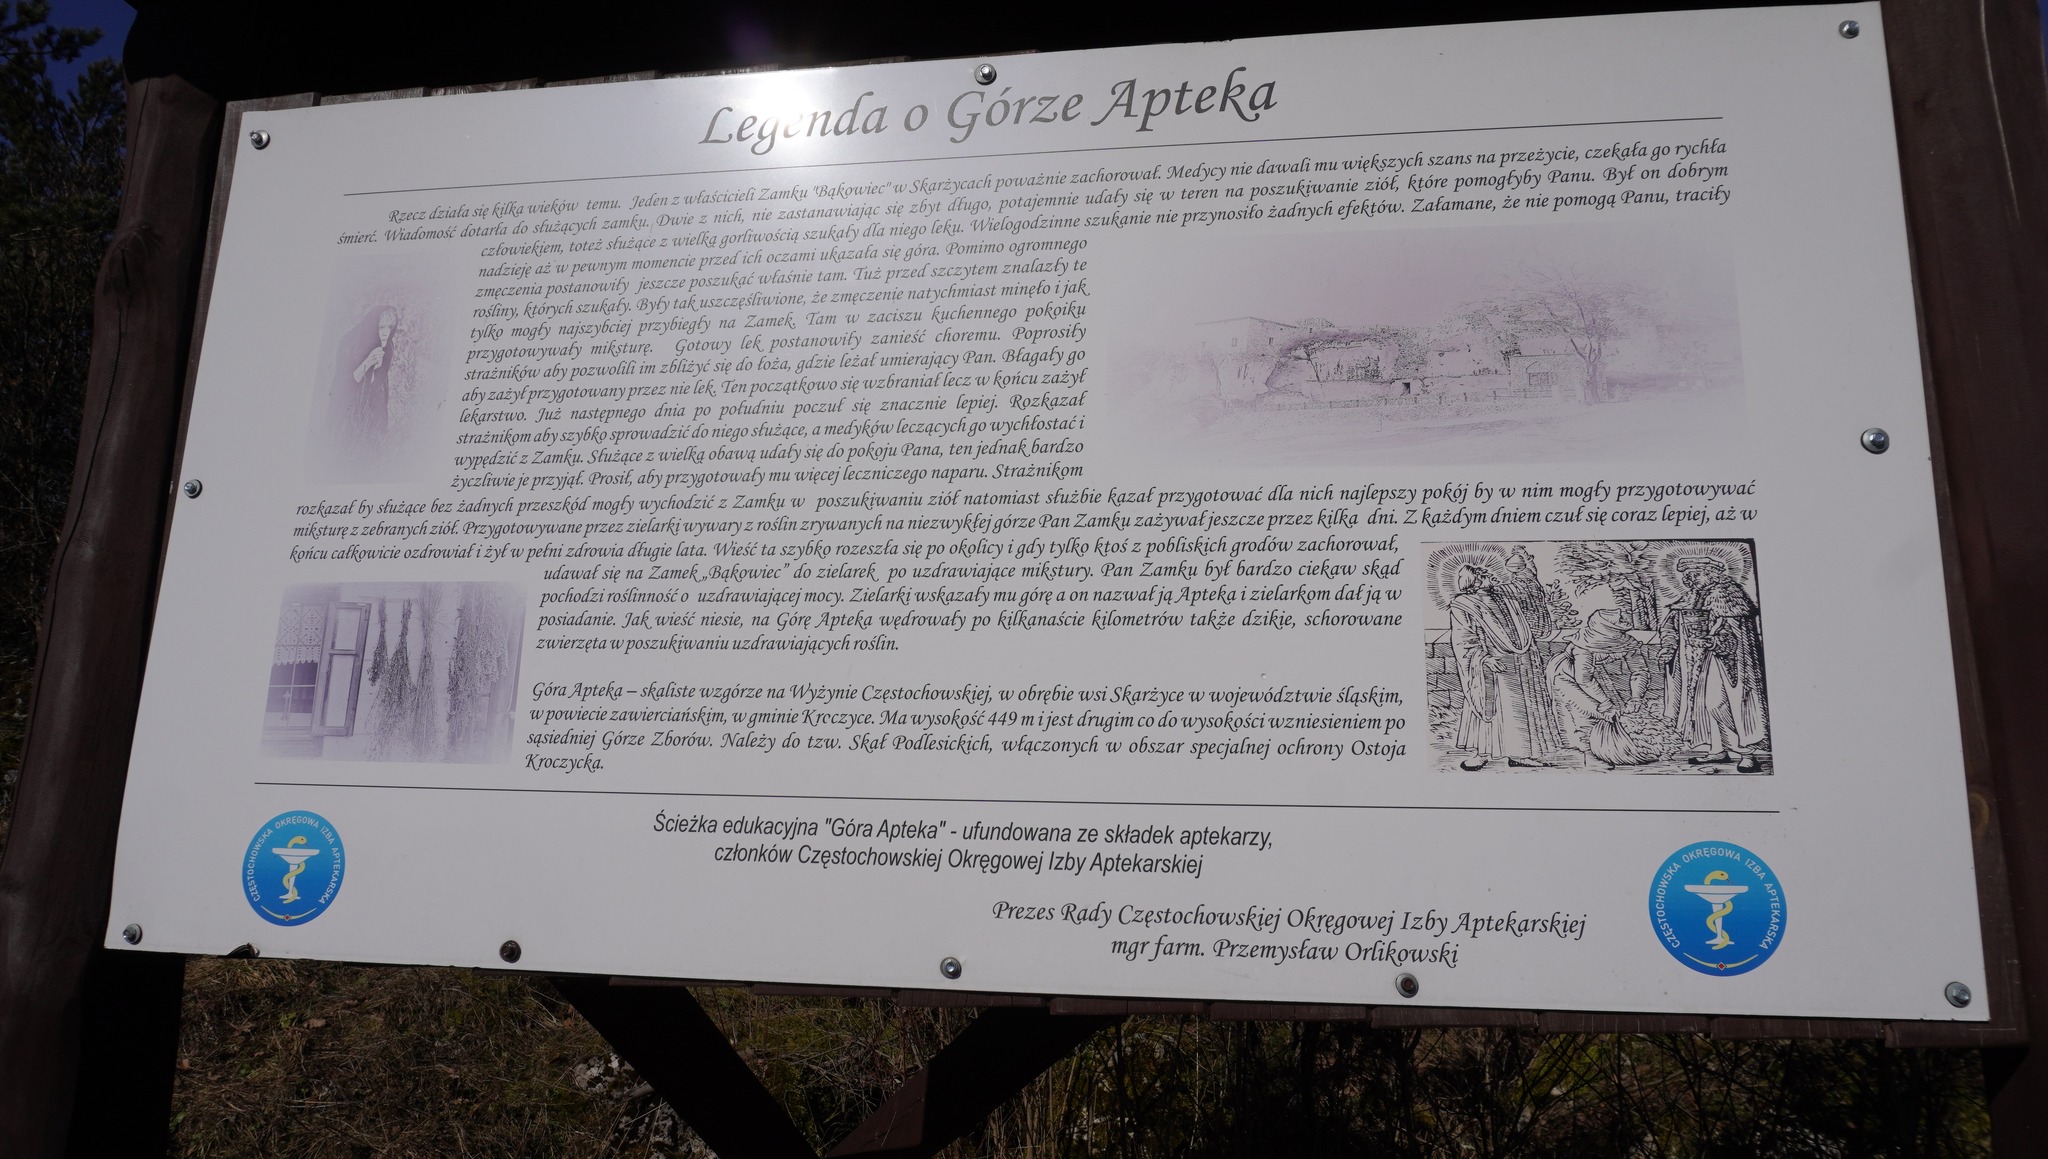 Legenda o Górze Apteka
Rzecz działa się kilka wieków temu. Jeden z właścicieli Zamku "Bąkowiec" w Skarżycach poważnie zachorował. Medycy nie dawali mu większych szans na przeżycie, czekała go rychła
śmierć. Wiadomość dotarła do służących zamku. Dwie z nich, nie zastanawiając się zbyt długo, potajemnie udały się w teren na poszukiwanie ziół, które pomogłyby Panu. Był on dobrym
człowiekiem, toteż służące z wielką gorliwością szukały dla niego leku. Wielogodzinne szukanie nie przynosiło żadnych efektów. Załamane, że nie pomogą Panu, traciły
nadzieję aż w pewnym momencie przed ich oczami ukazała się góra. Pomimo ogromnego
zmęczenia postanowiły jeszcze poszukać właśnie tam. Tuż przed szczytem znalazły te
rośliny, których szukały. Były tak uszczęśliwione, że zmęczenie natychmiast minęło i jak
tylko mogły najszybciej przybiegły na Zamek. Tam w zaciszu kuchennego pokoiku
przygotowywały miksturę. Gotowy lek postanowiły zanieść choremu. Poprosiły
strażników aby pozwolili im zbliżyć się do łoża, gdzie leżał umierający Pan. Błagały go
aby zażył przygotowany przez nie lek. Ten początkowo się wzbraniał lecz w końcu zażył
lekarstwo. Już następnego dnia po południu poczuł się znacznie lepiej. Rozkazał
strażnikom aby szybko sprowadzić do niego służące, a medyków leczących go wychłostać i
wypędzić z Zamku. Służące z wielką obawą udały się do pokoju Pana, ten jednak bardzo
życzliwie je przyjął. Prosił, aby przygotowały mu więcej leczniczego naparu. Strażnikom
rozkazał by służące bez żadnych przeszkód mogły wychodzić z Zamku w poszukiwaniu ziół natomiast służbie kazał przygotować dla nich najlepszy pokój by w nim mogły przygotowywać
miksturę z zebranych ziół. Przygotowywane przez zielarki wywary z roślin zrywanych na niezwykłej górze Pan Zamku zażywał jeszcze przez kilka dni. Z każdym dniem czuł się coraz lepiej, aż w
końcu całkowicie ozdrowiał i żył w pełni zdrowia długie lata. Wieść ta szybko rozeszła się po okolicy i gdy tylko ktoś z pobliskich grodów zachorował,
udawał się na Zamek „Bąkowiec" do zielarek po uzdrawiające mikstury. Pan Zamku był bardzo ciekaw skąd
pochodzi roślinność o uzdrawiającej mocy. Zielarki wskazały mu górę a on nazwał ją Apteka i zielarkom dał ją w
posiadanie. Jak wieść niesie, na Górę Apteka wędrowały po kilkanaście kilometrów także dzikie, schorowane
zwierzęta w poszukiwaniu uzdrawiających roślin.
Góra Apteka – skaliste wzgórze na Wyżynie Częstochowskiej, w obrębie wsi Skarżyce w województwie śląskim,
w powiecie zawierciańskim, w gminie Kroczyce. Ma wysokość 449 m i jest drugim co do wysokości wzniesieniem po
sąsiedniej Górze Zborów. Należy do tzw. Skał Podlesickich, włączonych w obszar specjalnej ochrony Ostoja
Kroczycka.
Ścieżka edukacyjna "Góra Apteka" - ufundowana ze składek aptekarzy,
członków Częstochowskiej Okręgowej Izby Aptekarskiej
Prezes Rady Częstochowskiej Okręgowej Izby Aptekarskiej
mgr farm. Przemysław Orlikowski
CZĘSTOCHOWSKA OKRĘGOWA IZBA APTEKARSKA
CZĘSTOCHOWSKA OKRĘGOWA IZBA APTEKARSKA